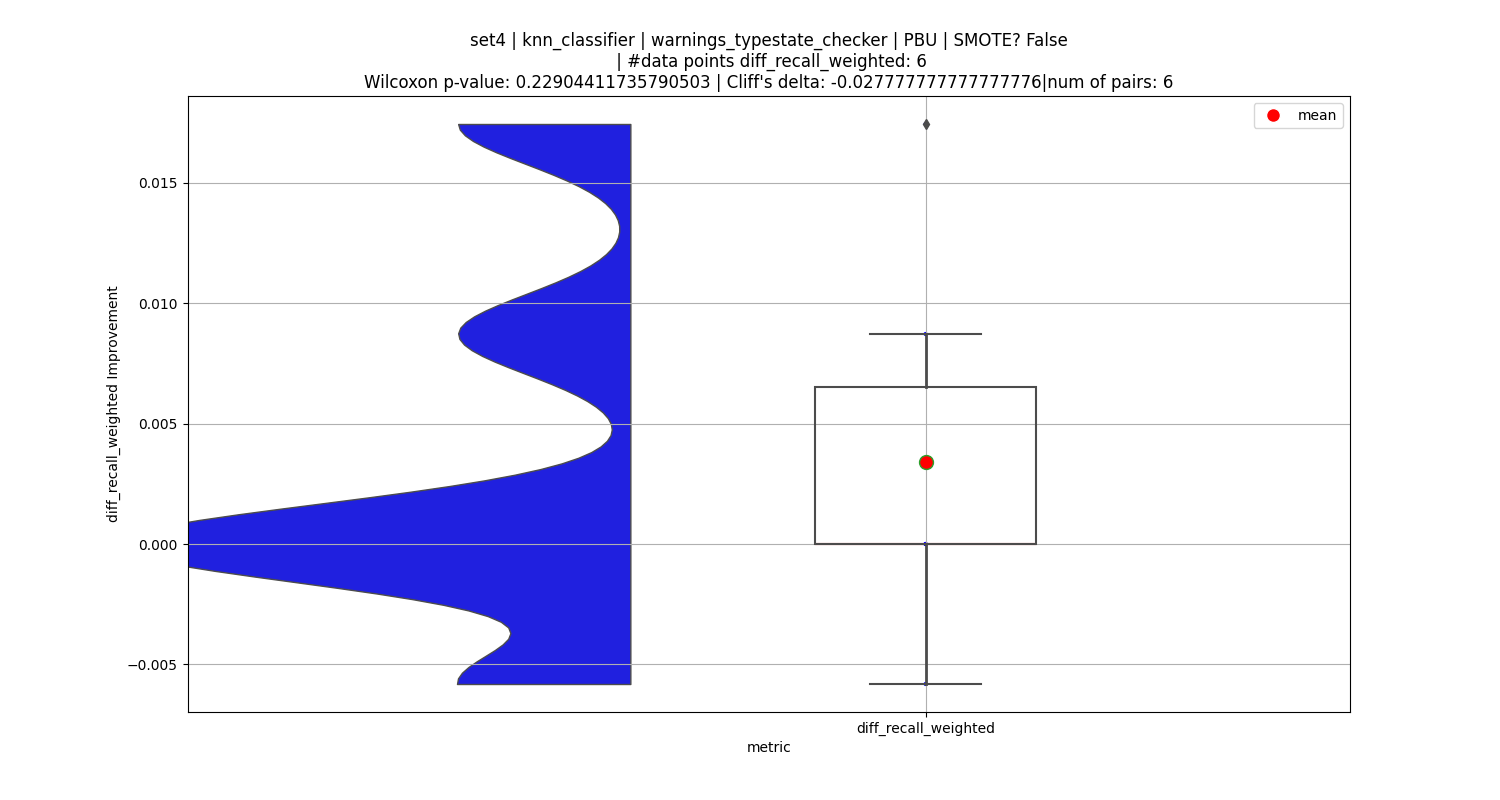 set4 | knn_classifier | warnings_typestate_checker | PBU | SMOTE? False
| #data points diff_recall_weighted: 6
Wilcoxon p-value: 0.22904411735790503 | Cliff's delta: -0.027777777777777776|num of pairs: 6
mean
0.015
0.010
0.005
0.000
−0.005
diff_recall_weighted Improvement
diff_recall_weighted
metric